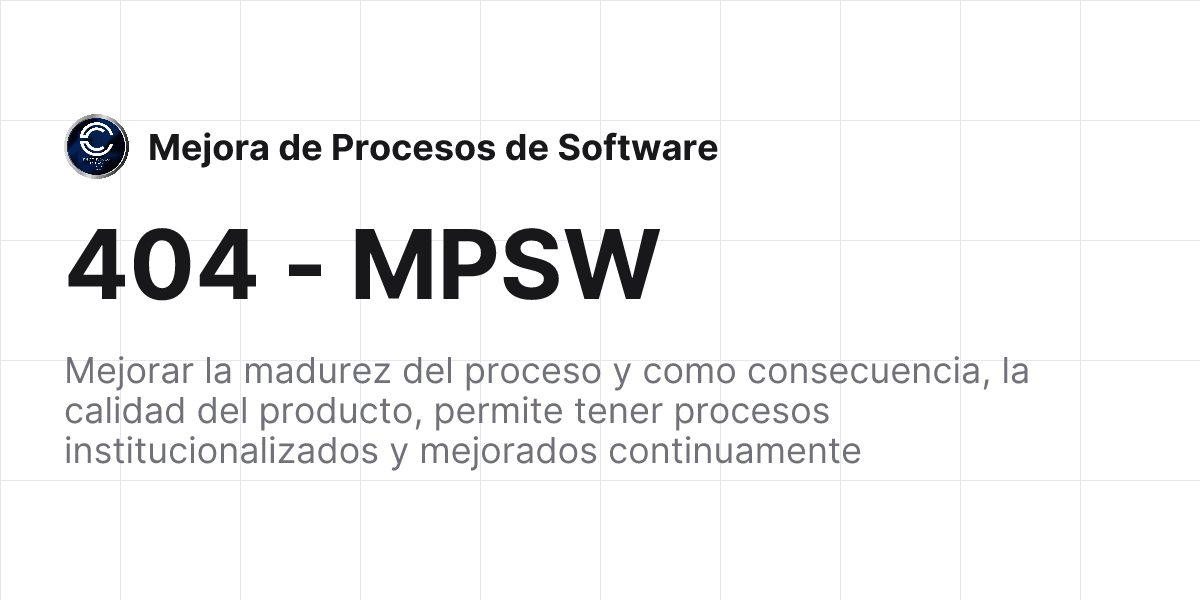 Mejora de Procesos de Software
404 - MPSW
Mejorar la madurez del proceso y como consecuencia, la
calidad del producto, permite tener procesos
institucionalizados y mejorados continuamente